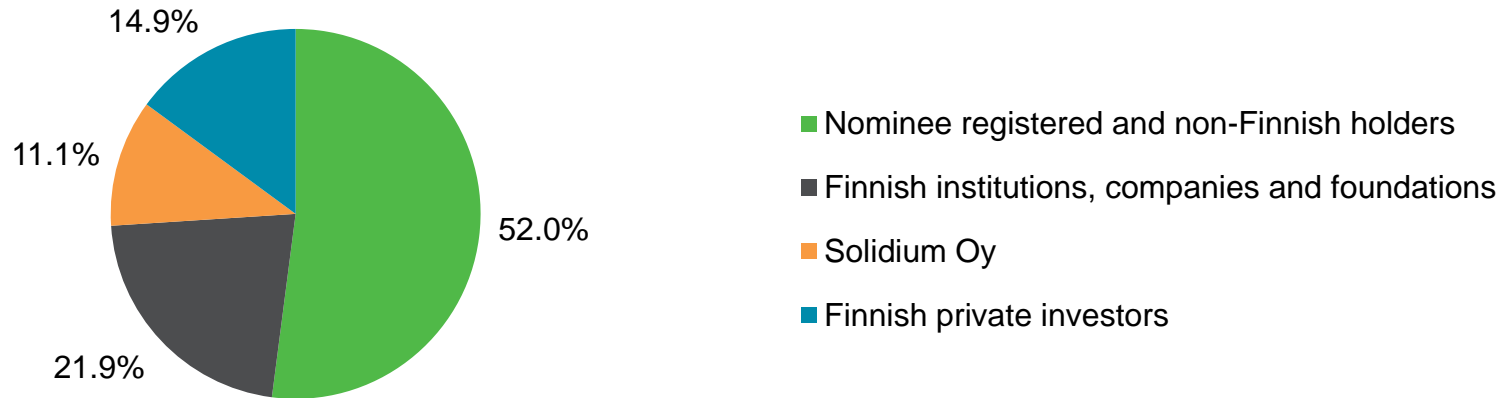 14.9%
11.1%
52.0%
21.9%
Nominee registered and non-Finnish holders
Finnish institutions, companies and foundations
Solidium Oy
Finnish private investors